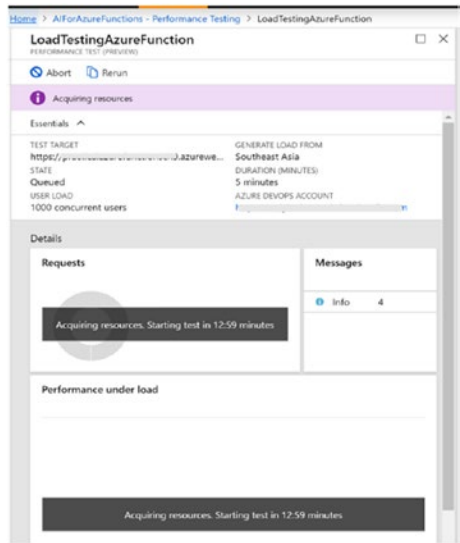 Home > AIForAzureFunctions - Performance Testing > LoadTestingAzureFunction
LoadTestingAzureFunction
PERFORMANCE TEST (PREVIEW)
Abort Rerun
Acquiring resources
Essentials
TEST TARGET GENERATE LOAD FROM
.azurewe... Southeast Asia
STATE DURATION (MINUTES)
Queued 5 minutes
USER LOAD AZURE DEVOPS ACCOUNT
1000 concurrent users
Details
Requests Messages
Info 4
Acquiring resources. Starting test in 12:59 minutes
Performance under load
Acquiring resources. Starting test in 12:59 minutes